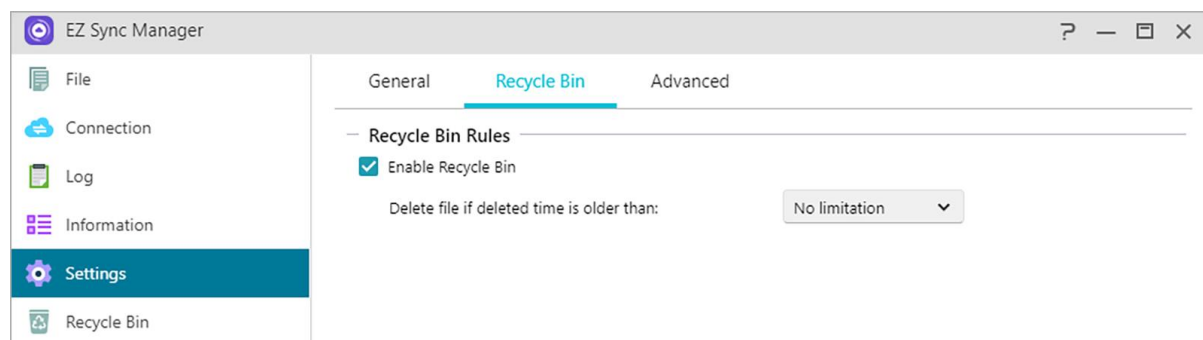 EZ Sync Manager
File
Connection
Log
Information
Settings
Recycle Bin
General Recycle Bin Advanced
Recycle Bin Rules
Enable Recycle Bin
Delete file if deleted time is older than: No limitation